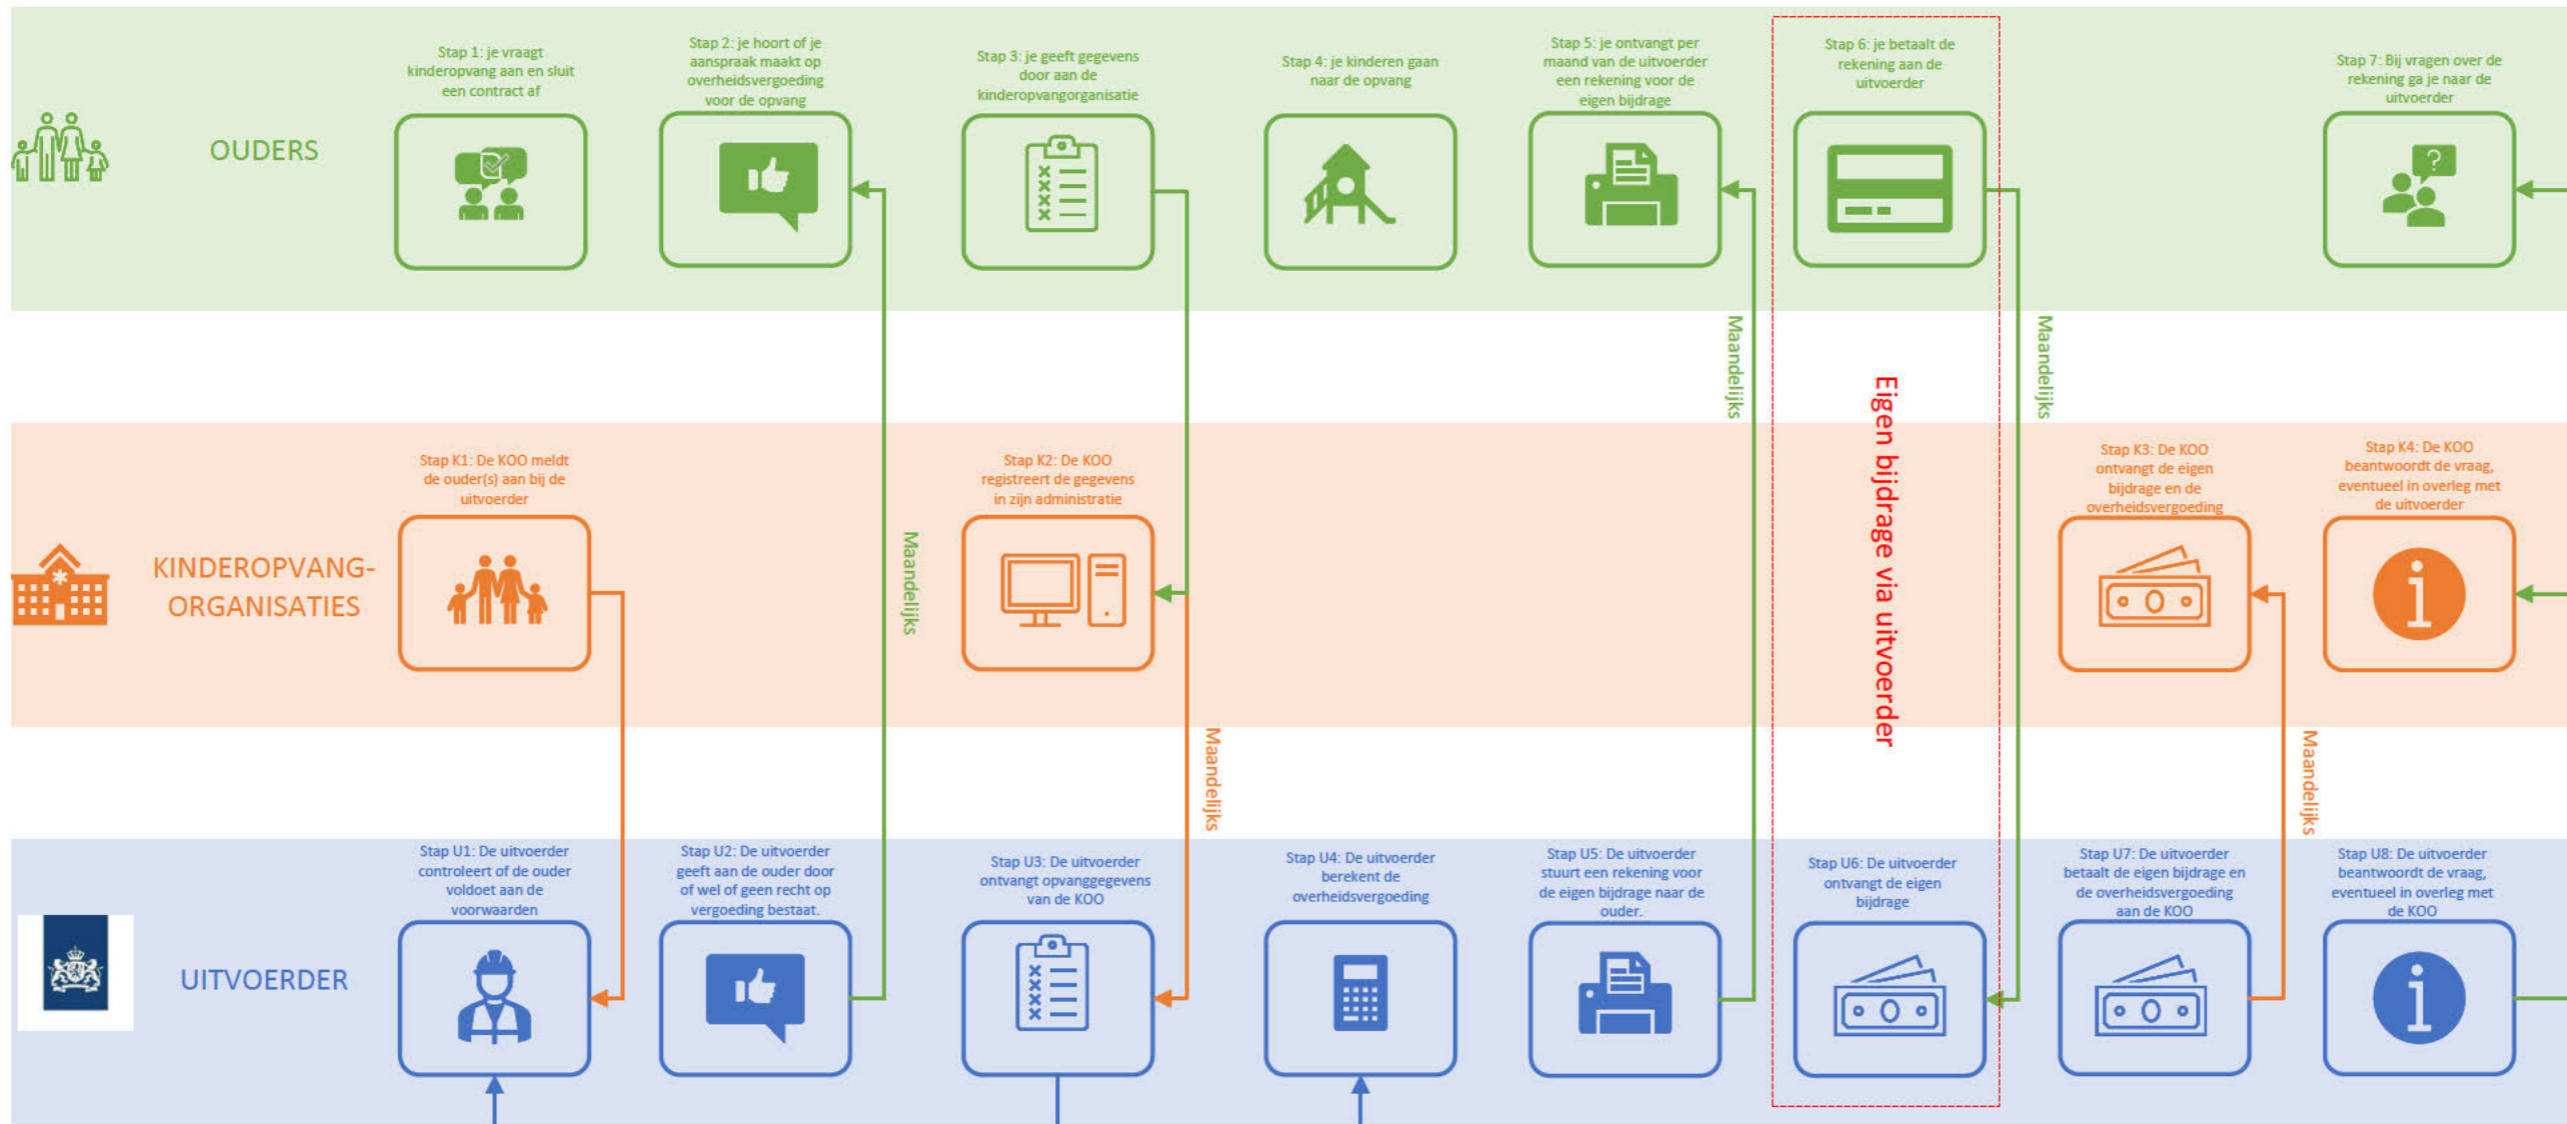 Stap 1: je vraagt
kinderopvang aan en sluit
een contract af
Stap 2: je hoort of je
aanspraak maakt op
overheidsvergoeding
voor de opvang
Stap 3: je geeft gegevens
door aan de
kinderopvangorganisatie
Stap 4: je kinderen gaan
naar de opvang
Stap 5: je ontvangt per
maand van de uitvoerder
een rekening voor de
eigen bijdrage
Stap 6: je betaalt de
rekening aan de
uitvoerder
Stap 7: Bij vragen over de
rekening ga je naar de
uitvoerder
OUDERS
?
Maandelijks
Maandelijks
Eigen bijdrage via uitvoerder
Stap K1: De KOO meldt
de ouder(s) aan bij de
uitvoerder
Stap K2: De KOO
registreert de gegevens
in zijn administratie
Stap K3: De KOO
ontvangt de eigen
bijdrage en de
overheidsvergoeding
Stap K4: De KOO
beantwoordt de vraag,
eventueel in overleg met
de uitvoerder
KINDEROPVANG-
ORGANISATIES
i
Maandelijks
Maandelijks
Maandelijks
Stap U1: De uitvoerder
controleert of de ouder
voldoet aan de
voorwaarden
Stap U2: De uitvoerder
geeft aan de ouder door
of wel of geen recht op
vergoeding bestaat.
Stap U3: De uitvoerder
ontvangt opvanggegevens
van de KOO
Stap U4: De uitvoerder
berekent de
overheidsvergoeding
Stap U5: De uitvoerder
stuurt een rekening voor
de eigen bijdrage naar de
ouder.
Stap U6: De uitvoerder
ontvangt de eigen
bijdrage
Stap U7: De uitvoerder
betaalt de eigen bijdrage en
de overheidsvergoeding
aan de KOO
Stap U8: De uitvoerder
beantwoordt de vraag,
eventueel in overleg met
de KOO
UITVOERDER
i